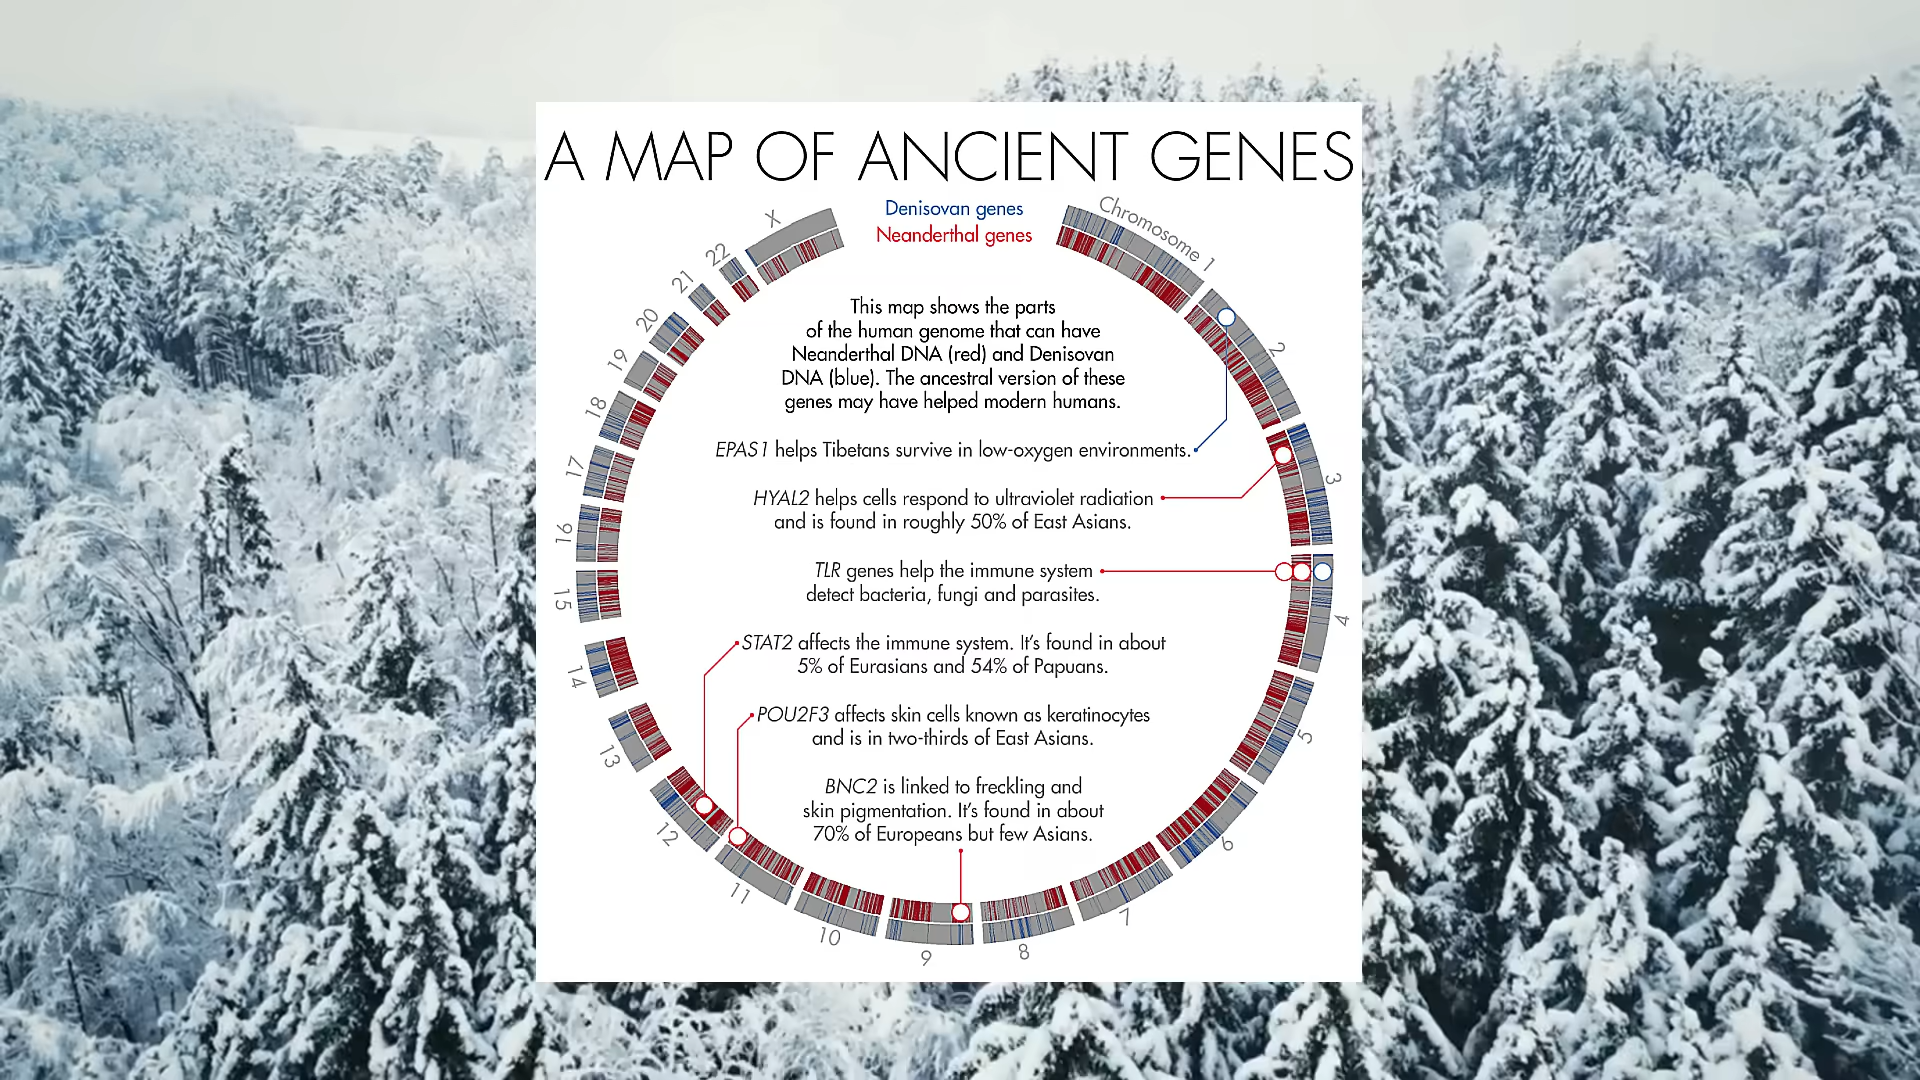 A MAP OF ANCIENT GENES
Denisovan genes
Neanderthal genes
This map shows the parts
of the human genome that can have
Neanderthal DNA (red) and Denisovan
DNA (blue). The ancestral version of these
genes may have helped modern humans.
EPAS1 helps Tibetans survive in low-oxygen environments.
HYAL2 helps cells respond to ultraviolet radiation
and is found in roughly 50% of East Asians.
TLR genes help the immune system
detect bacteria, fungi and parasites.
STAT2 affects the immune system. It's found in about
5% of Eurasians and 54% of Papuans.
POU2F3 affects skin cells known as keratinocytes
and is in two-thirds of East Asians.
BNC2 is linked to freckling and
skin pigmentation. It's found in about
70% of Europeans but few Asians.
Chromosome 1
2
3
4
5
6
7
8
9
10
11
12
13
14
15
16
17
18
19
20
21
22
X